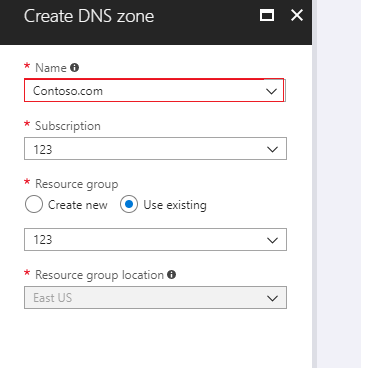 Create DNS zone
* Name
Contoso.com
* Subscription
123
* Resource group
Create new Use existing
123
* Resource group location
East US